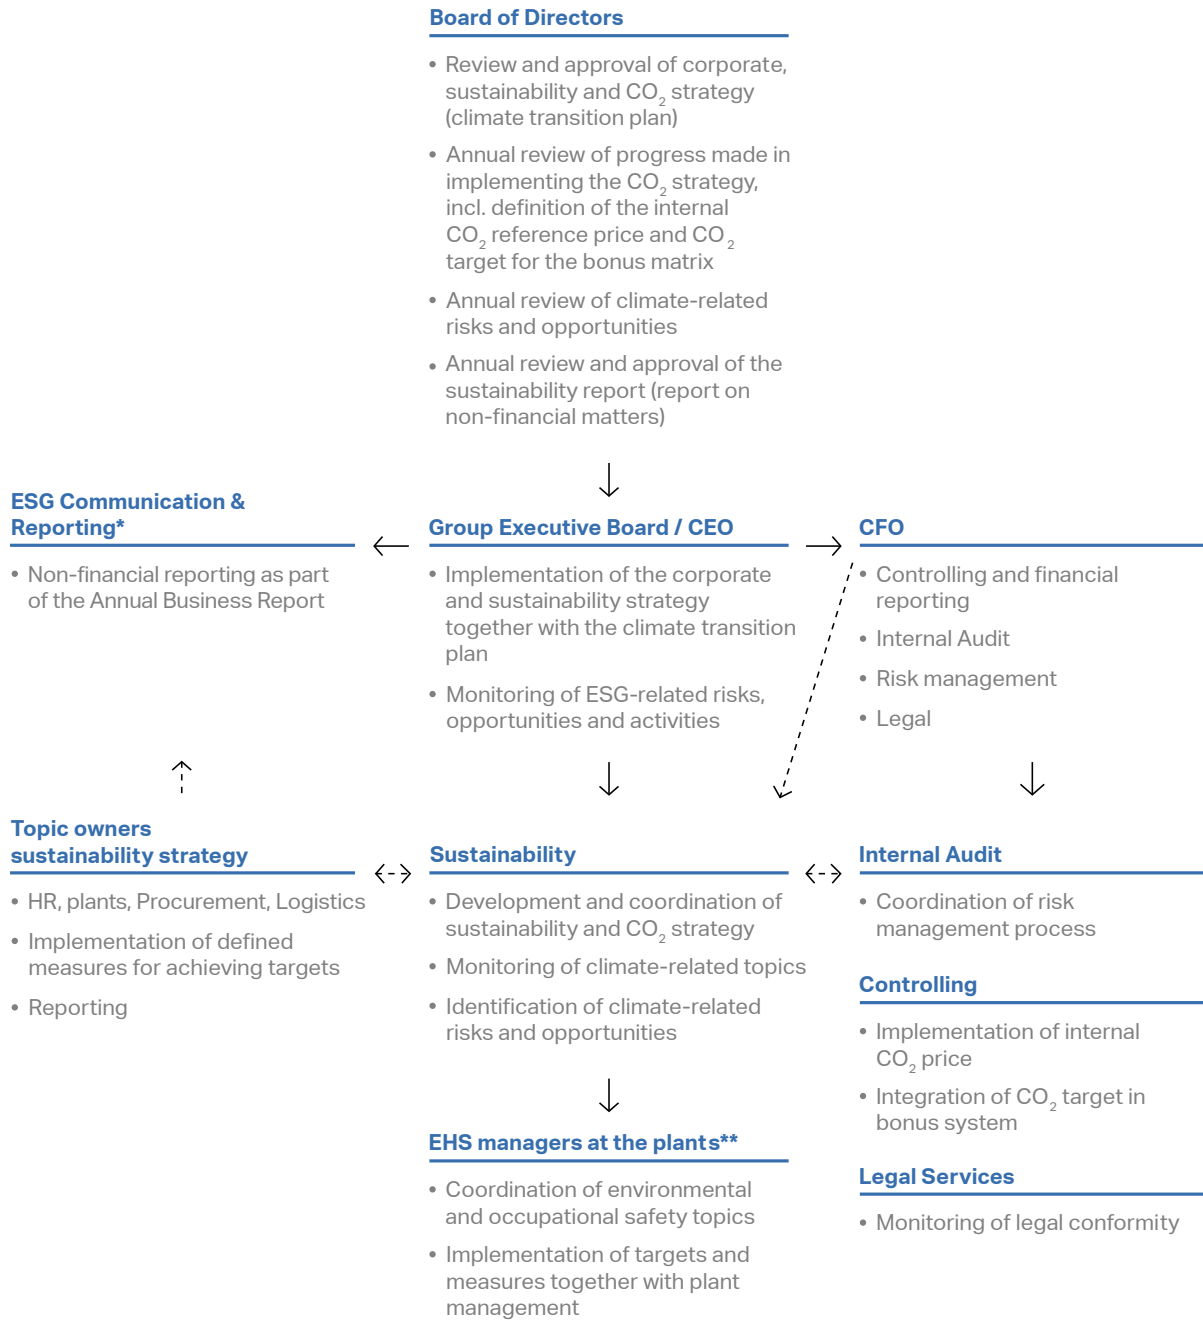 Board of Directors
• Review and approval of corporate,
sustainability and CO₂ strategy
(climate transition plan)
• Annual review of progress made in
implementing the CO₂ strategy,
incl. definition of the internal
CO₂ reference price and CO₂
target for the bonus matrix
• Annual review of climate-related
risks and opportunities
• Annual review and approval of the
sustainability report (report on
non-financial matters)
ESG Communication &
Reporting*
• Non-financial reporting as part
of the Annual Business Report
Group Executive Board / CEO
• Implementation of the corporate
and sustainability strategy
together with the climate transition
plan
• Monitoring of ESG-related risks,
opportunities and activities
CFO
• Controlling and financial
reporting
• Internal Audit
• Risk management
• Legal
Topic owners
sustainability strategy
• HR, plants, Procurement, Logistics
• Implementation of defined
measures for achieving targets
• Reporting
Sustainability
• Development and coordination of
sustainability and CO₂ strategy
• Monitoring of climate-related topics
• Identification of climate-related
risks and opportunities
Internal Audit
• Coordination of risk
management process
Controlling
• Implementation of internal
CO₂ price
• Integration of CO₂ target in
bonus system
Legal Services
• Monitoring of legal conformity
EHS managers at the plants**
• Coordination of environmental
and occupational safety topics
• Implementation of targets and
measures together with plant
management